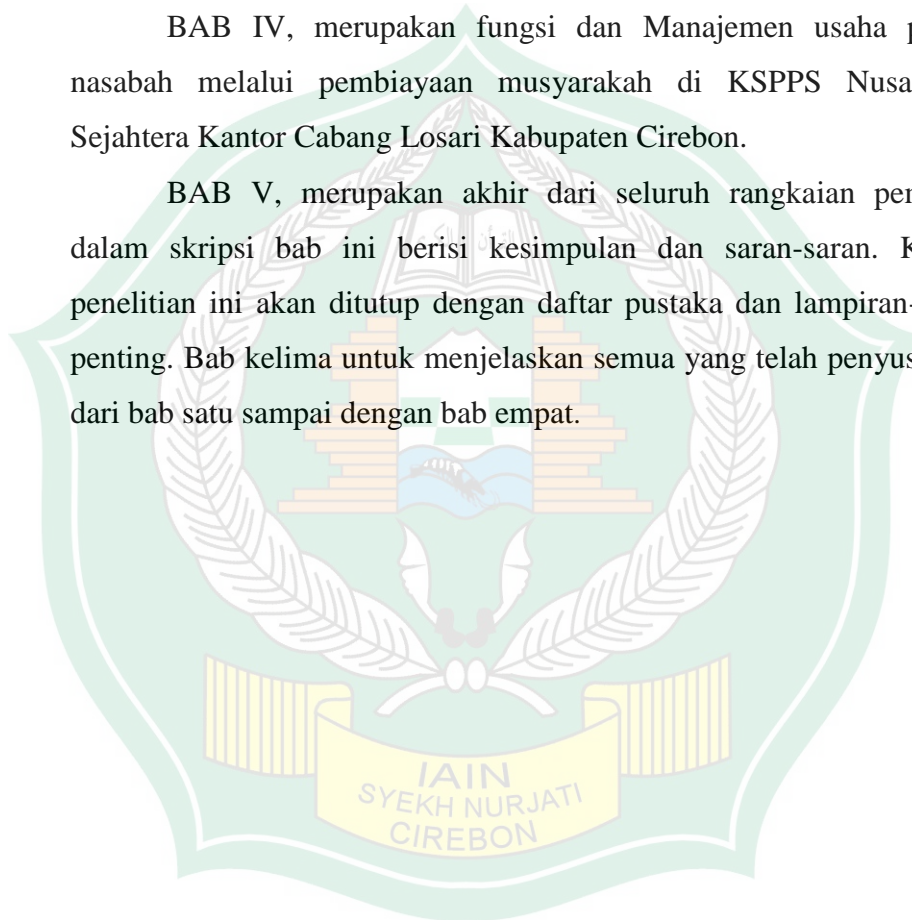 BAB IV, merupakan fungsi dan Manajemen usaha
nasabah melalui pembiayaan musyarakah di KSPPS
Sejahtera Kantor Cabang Losari Kabupaten Cirebon.
BAB V, merupakan akhir dari seluruh rangkaian
dalam skripsi bab ini berisi kesimpulan dan saran-saran.
penelitian ini akan ditutup dengan daftar pustaka dan lampiran-
penting. Bab kelima untuk menjelaskan semua yang telah
dari bab satu sampai dengan bab empat.
IAIN
SYEKH NURJATI
CIREBON